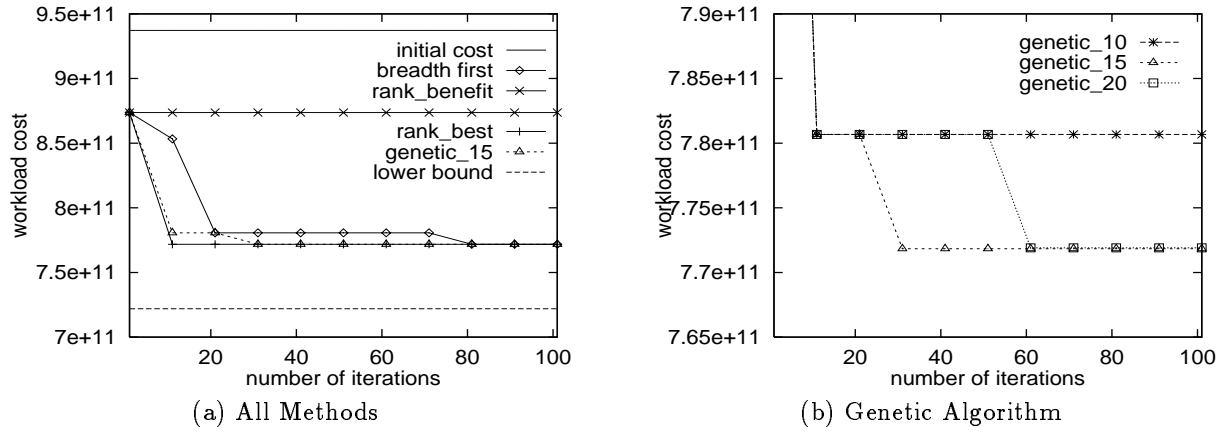 9.5e+11
9e+11
8.5e+11
8e+11
7.5e+11
7e+11
workload cost
initial cost
breadth first
rank_benefit
rank_best
genetic_15
lower bound
20 40 60 80 100
number of iterations
(a) All Methods
7.9e+11
7.85e+11
7.8e+11
7.75e+11
7.7e+11
7.65e+11
workload cost
genetic_10
genetic_15
genetic_20
20 40 60 80 100
number of iterations
(b) Genetic Algorithm